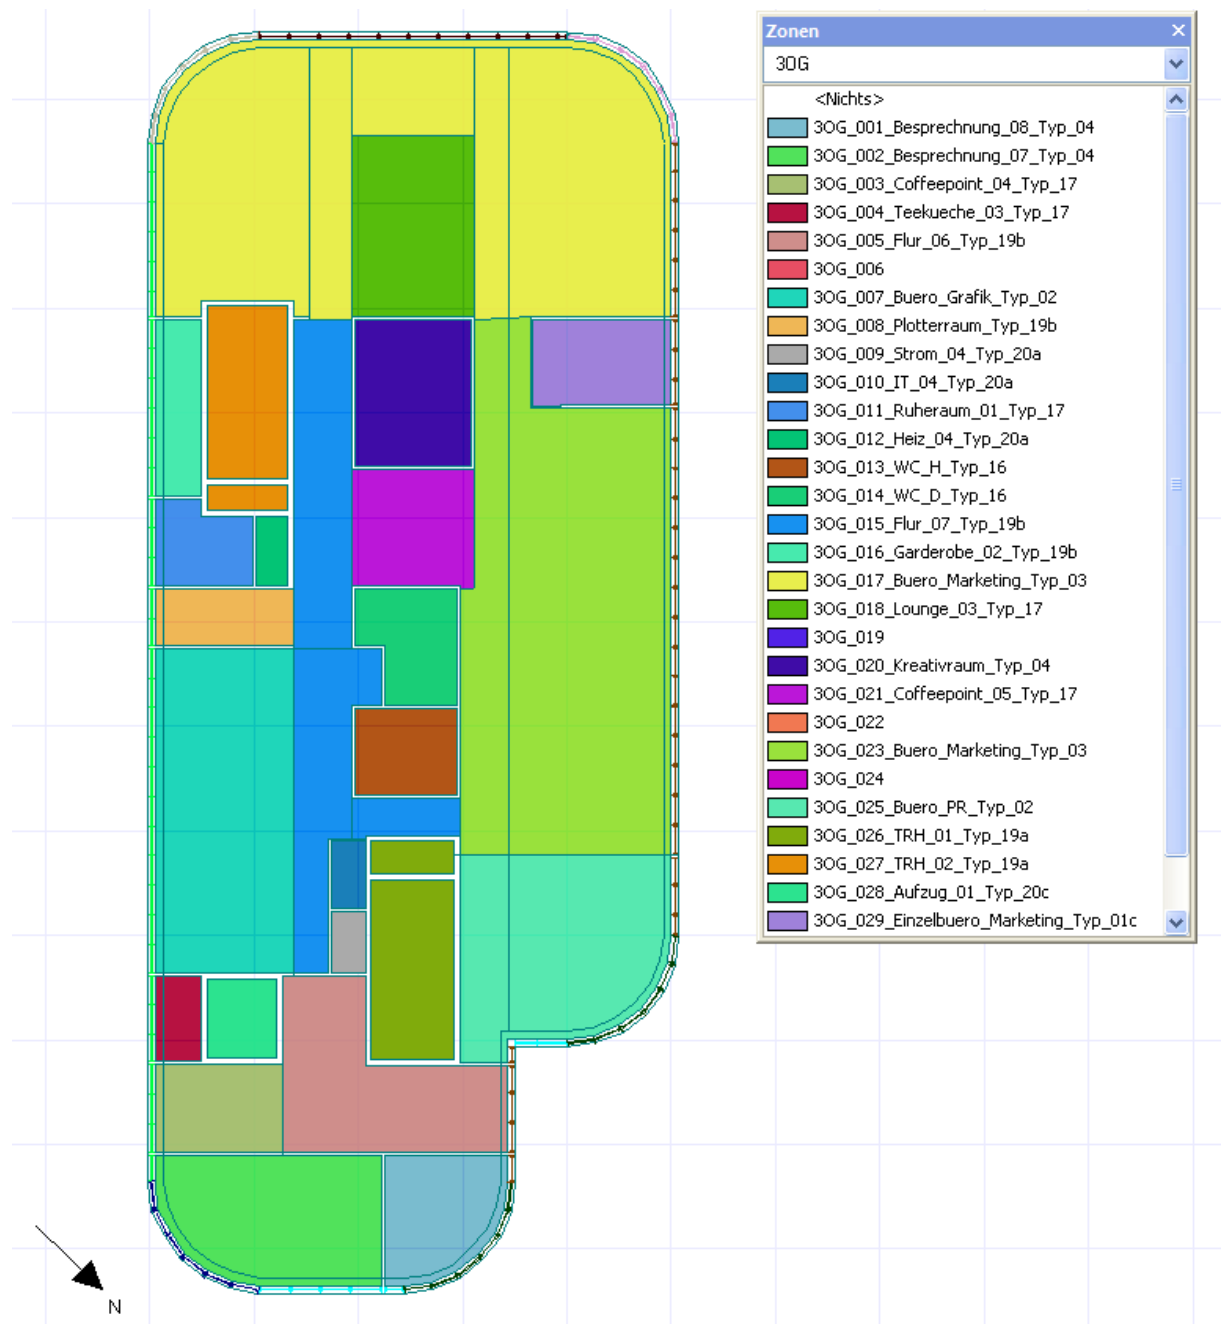 Zonen
3OG
<Nichts>
3OG_001_Besprechnung_08_Typ_04
3OG_002_Besprechnung_07_Typ_04
3OG_003_Coffeepoint_04_Typ_17
3OG_004_Teekueche_03_Typ_17
3OG_005_Flur_06_Typ_19b
3OG_006
3OG_007_Buero_Grafik_Typ_02
3OG_008_Plotterraum_Typ_19b
3OG_009_Strom_04_Typ_20a
3OG_010_IT_04_Typ_20a
3OG_011_Ruheraum_01_Typ_17
3OG_012_Heiz_04_Typ_20a
3OG_013_WC_H_Typ_16
3OG_014_WC_D_Typ_16
3OG_015_Flur_07_Typ_19b
3OG_016_Garderobe_02_Typ_19b
3OG_017_Buero_Marketing_Typ_03
3OG_018_Lounge_03_Typ_17
3OG_019
3OG_020_Kreativraum_Typ_04
3OG_021_Coffeepoint_05_Typ_17
3OG_022
3OG_023_Buero_Marketing_Typ_03
3OG_024
3OG_025_Buero_PR_Typ_02
3OG_026_TRH_01_Typ_19a
3OG_027_TRH_02_Typ_19a
3OG_028_Aufzug_01_Typ_20c
3OG_029_Einzelbuero_Marketing_Typ_01c
N